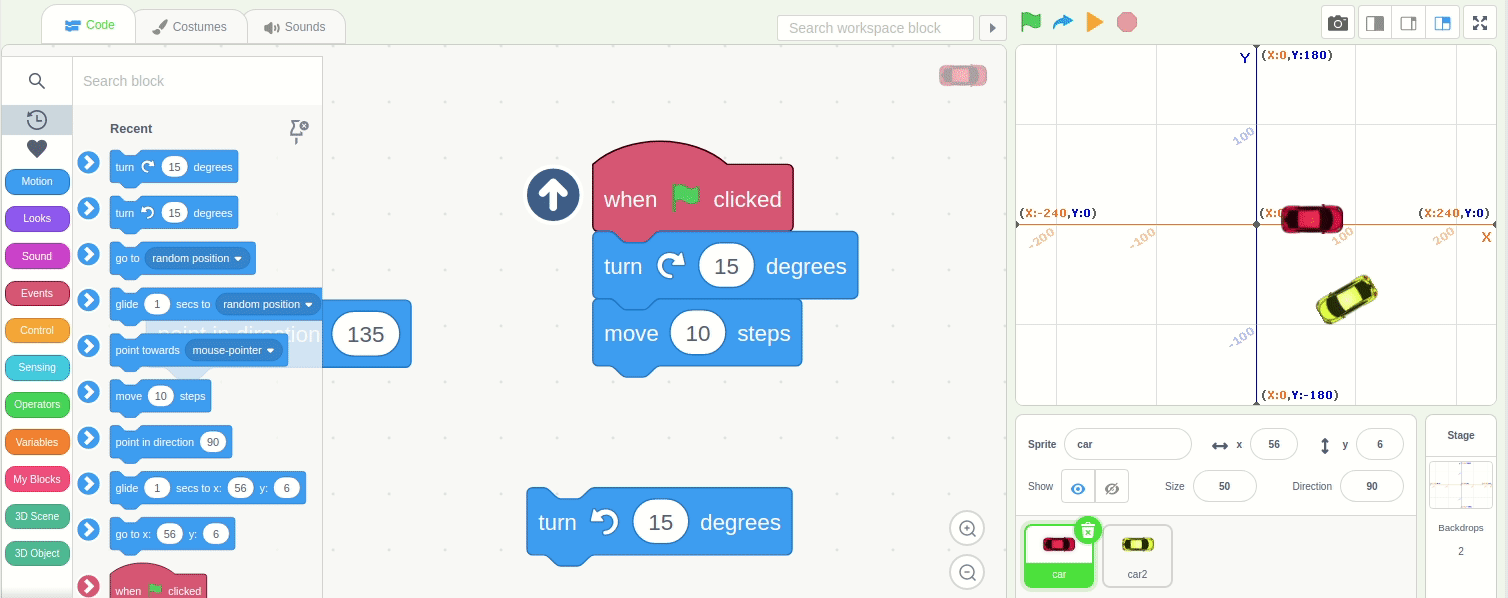 Code
Costumes
Sounds
Search workspace block
Search block
Recent
turn 15 degrees
turn 15 degrees
go to random position
glide 1 secs to random position
point in direction 135
point towards mouse-pointer
move 10 steps
point in direction 90
glide 1 secs to x: 56 y: 6
go to x: 56 y: 6
when clicked
Motion
Looks
Sound
Events
Control
Sensing
Operators
Variables
My Blocks
3D Scene
3D Object
when clicked
turn 15 degrees
move 10 steps
turn 15 degrees
Y (X:0,Y:180)
100
(X:-240,Y:0) (X:0 (X:240,Y:0)
-200 -100 100 200 X
-100
(X:0,Y:-180)
Sprite car x 56 y 6
Show Size 50 Direction 90
car
car2
Stage
Backdrops
2